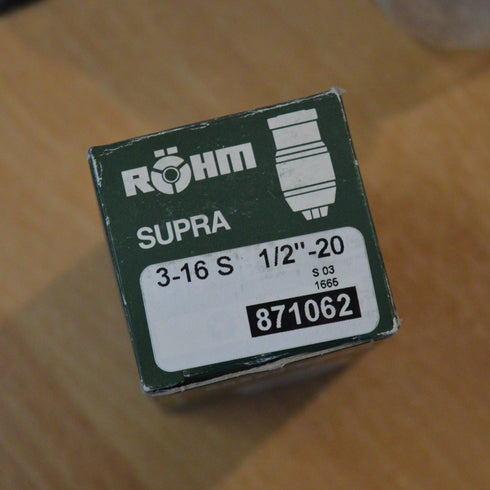 RÖHM
SUPRA
3-16 S 1/2"-20
S 03
1665
871062